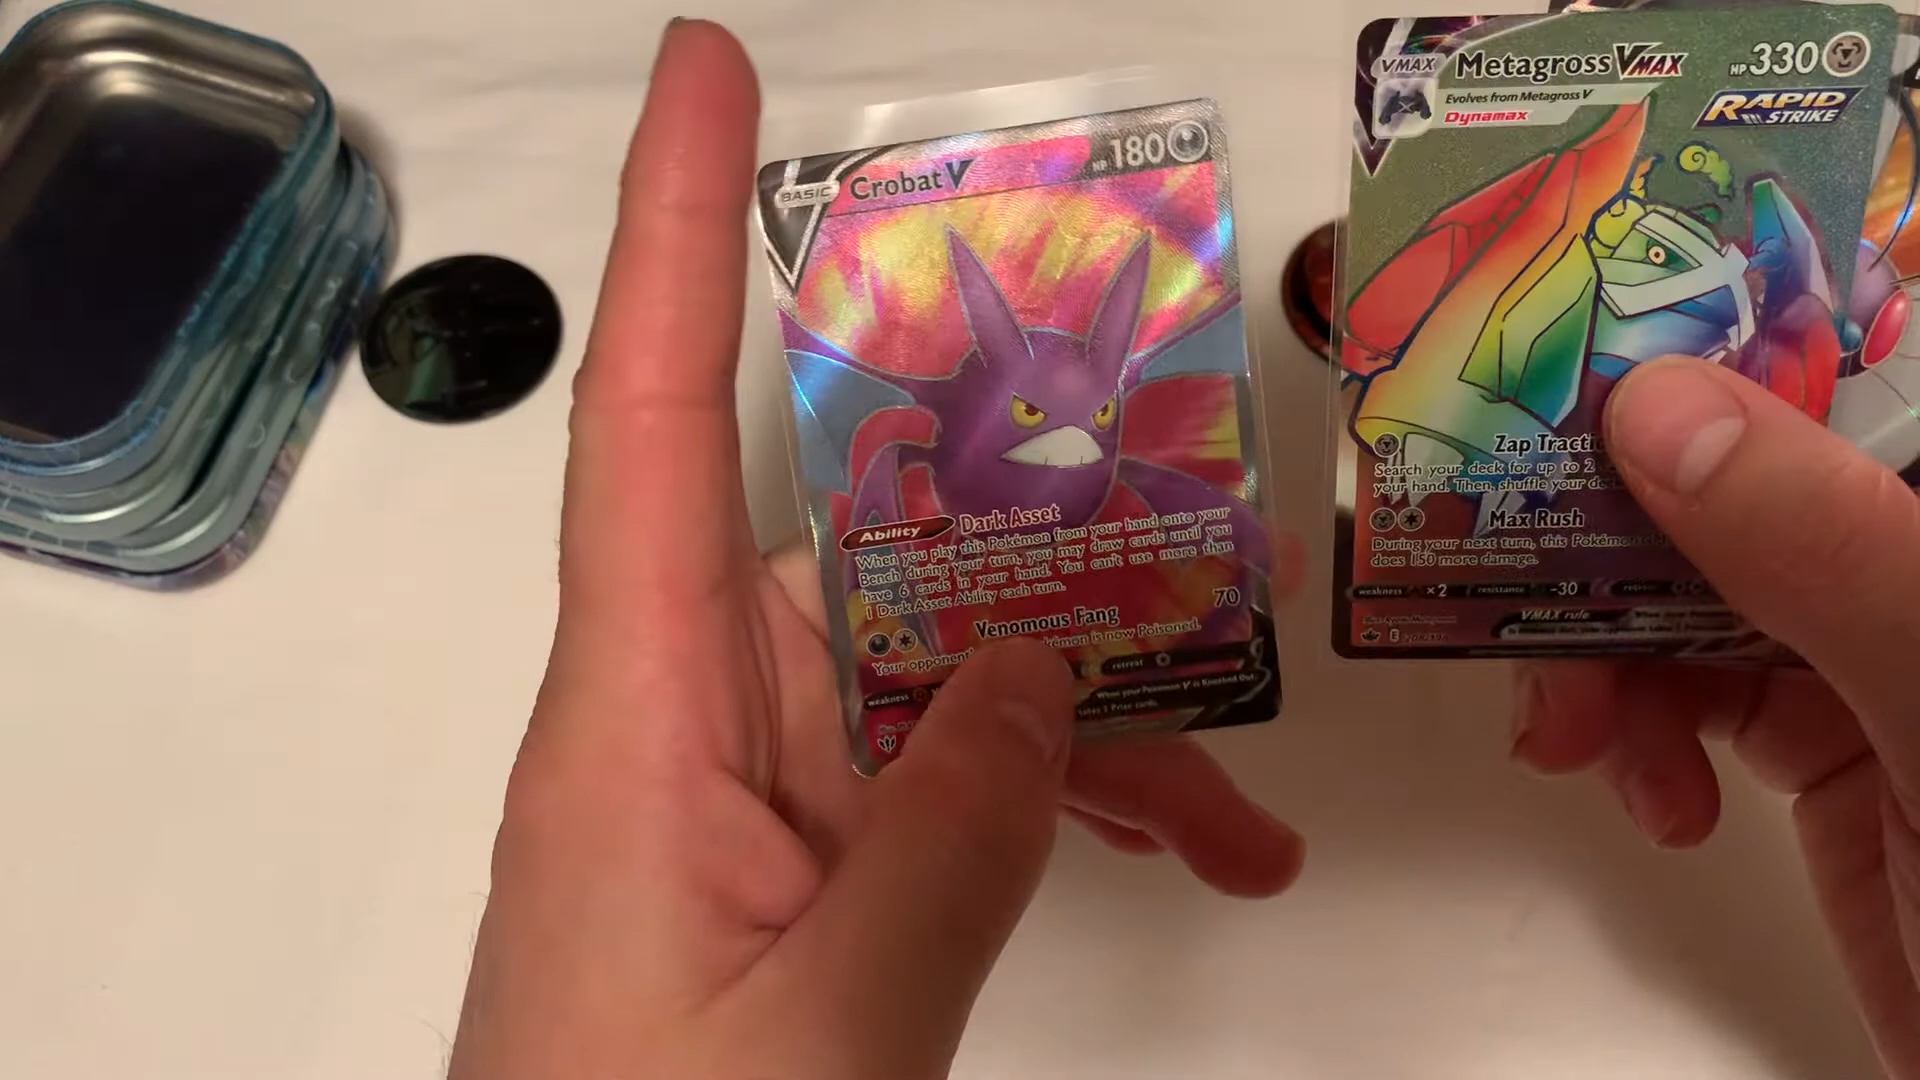 BASIC Crobat V HP 180
Ability Dark Asset
When you play this Pokémon from your hand onto your
Bench during your turn, you may draw cards until you
have 6 cards in your hand. You can't use more than
1 Dark Asset Ability each turn.
Venomous Fang 70
Your opponent's kémon is now Poisoned.
weakness retreat
When your Pokémon V is Knocked Out,
takes 2 Prize cards.
VMAX Metagross VMAX HP 330
Evolves from Metagross V
Dynamax
RAPID
STRIKE
Zap Tractic
Search your deck for up to 2
your hand. Then, shuffle your deck
Max Rush
During your next turn, this Pokémon
does 150 more damage.
weakness ×2 resistance -30 retreat
VMAX rule
E